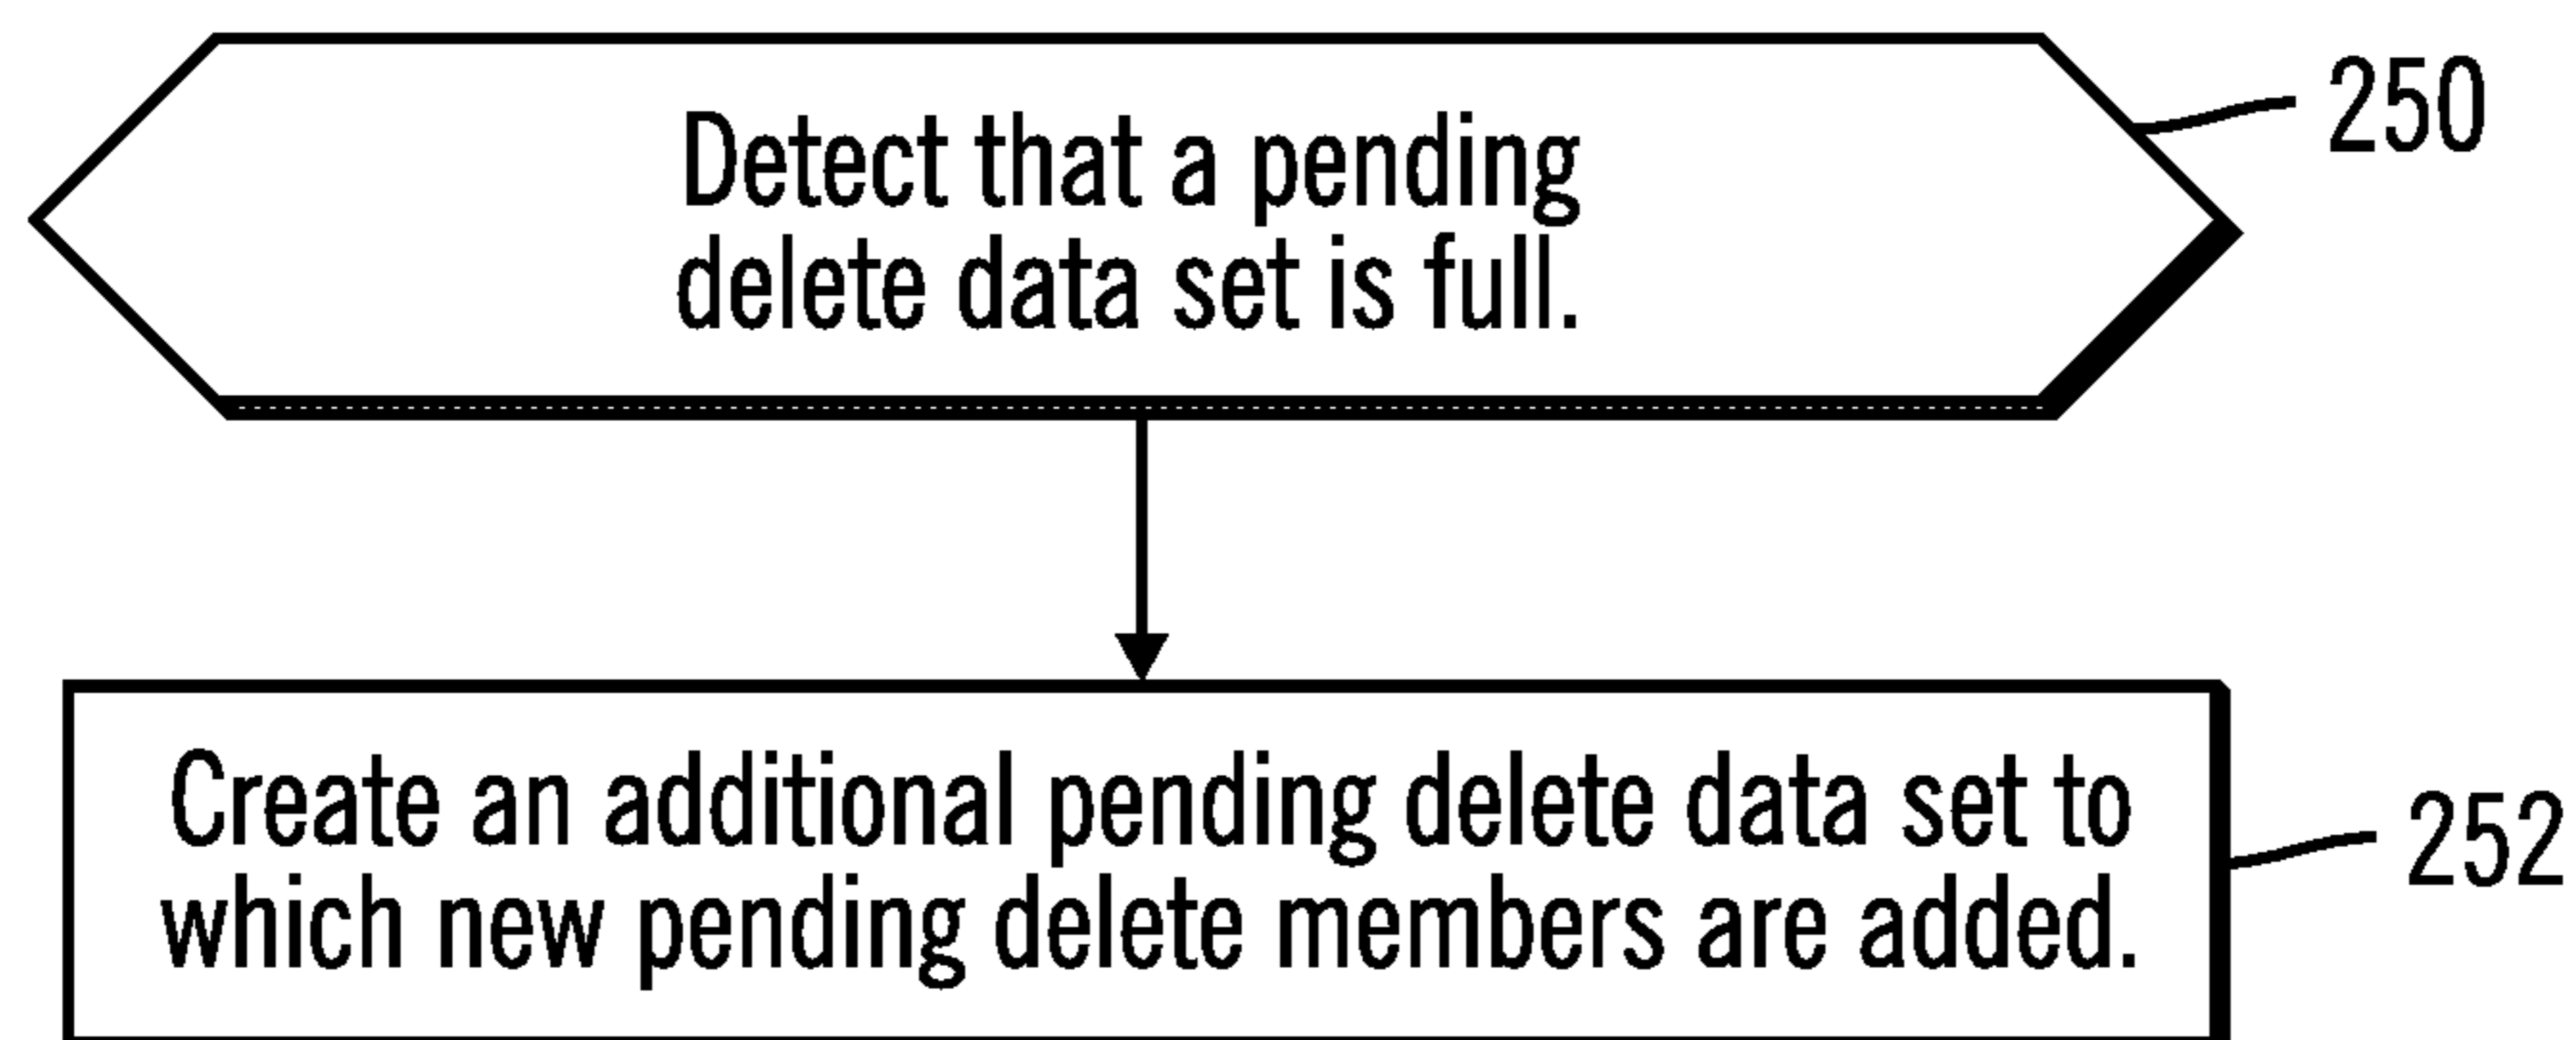 Detect that a pending
delete data set is full.
250
Create an additional pending delete data set to
which new pending delete members are added.
252